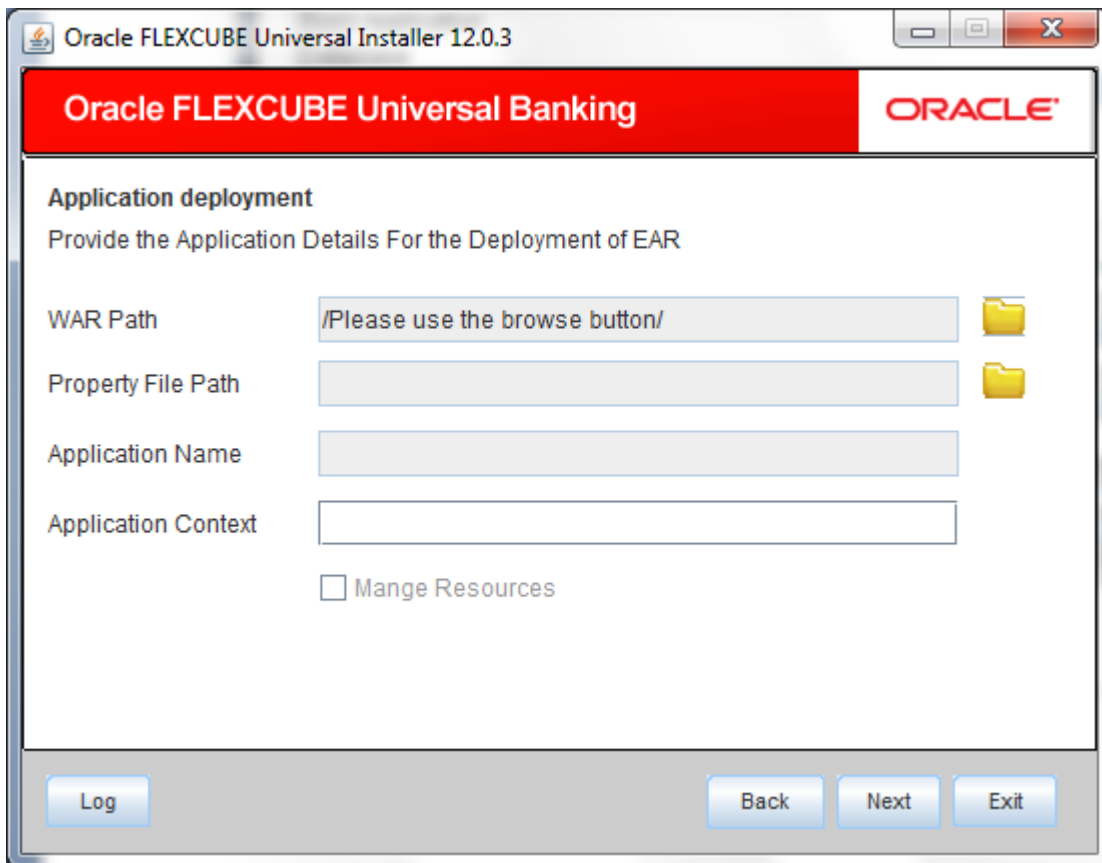 Oracle FLEXCUBE Universal Installer 12.0.3
Oracle FLEXCUBE Universal Banking
ORACLE
Application deployment
Provide the Application Details For the Deployment of EAR
WAR Path
/Please use the browse button/
Property File Path
Application Name
Application Context
Mange Resources
Log
Back
Next
Exit